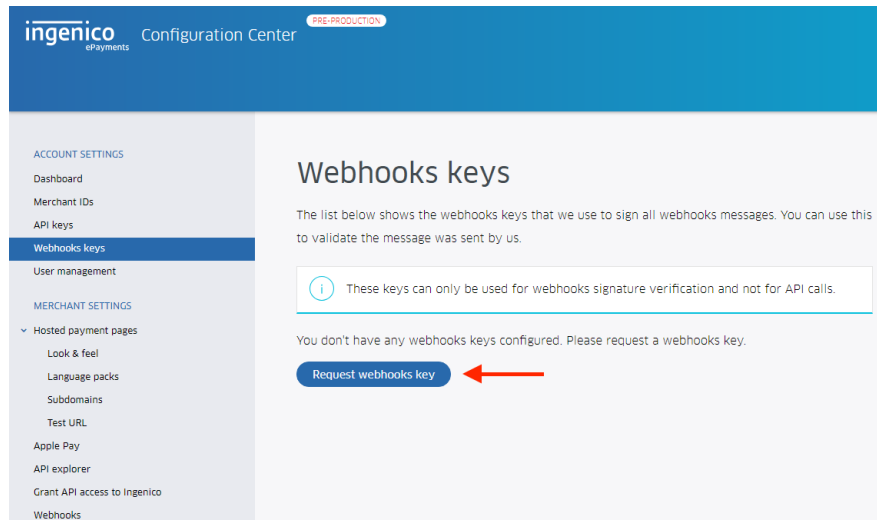 ingenico
ePayments
Configuration Center
PRE-PRODUCTION
ACCOUNT SETTINGS
Dashboard
Merchant IDs
API keys
Webhooks keys
User management
MERCHANT SETTINGS
Hosted payment pages
Look & feel
Language packs
Subdomains
Test URL
Apple Pay
API explorer
Grant API access to Ingenico
Webhooks
Webhooks keys
The list below shows the webhooks keys that we use to sign all webhooks messages. You can use this
to validate the message was sent by us.
i These keys can only be used for webhooks signature verification and not for API calls.
You don't have any webhooks keys configured. Please request a webhooks key.
Request webhooks key